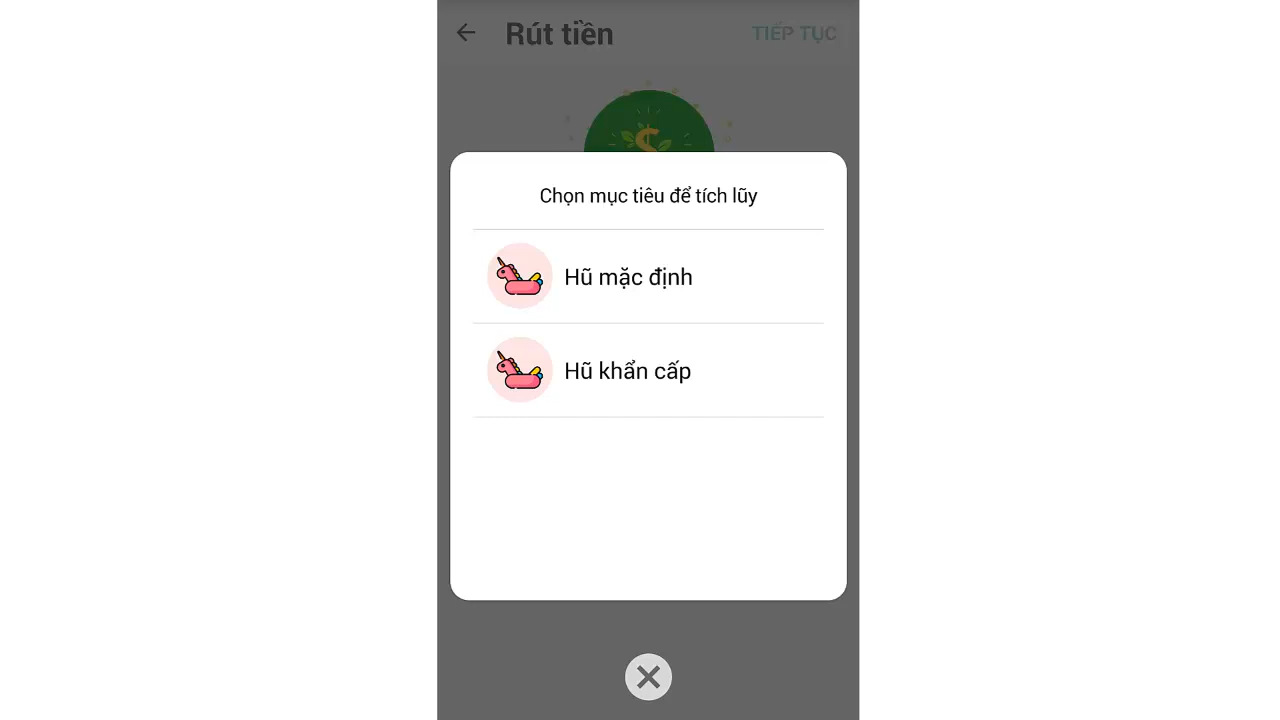 Rút tiền
TIẾP TỤC
Chọn mục tiêu để tích lũy
Hũ mặc định
Hũ khẩn cấp